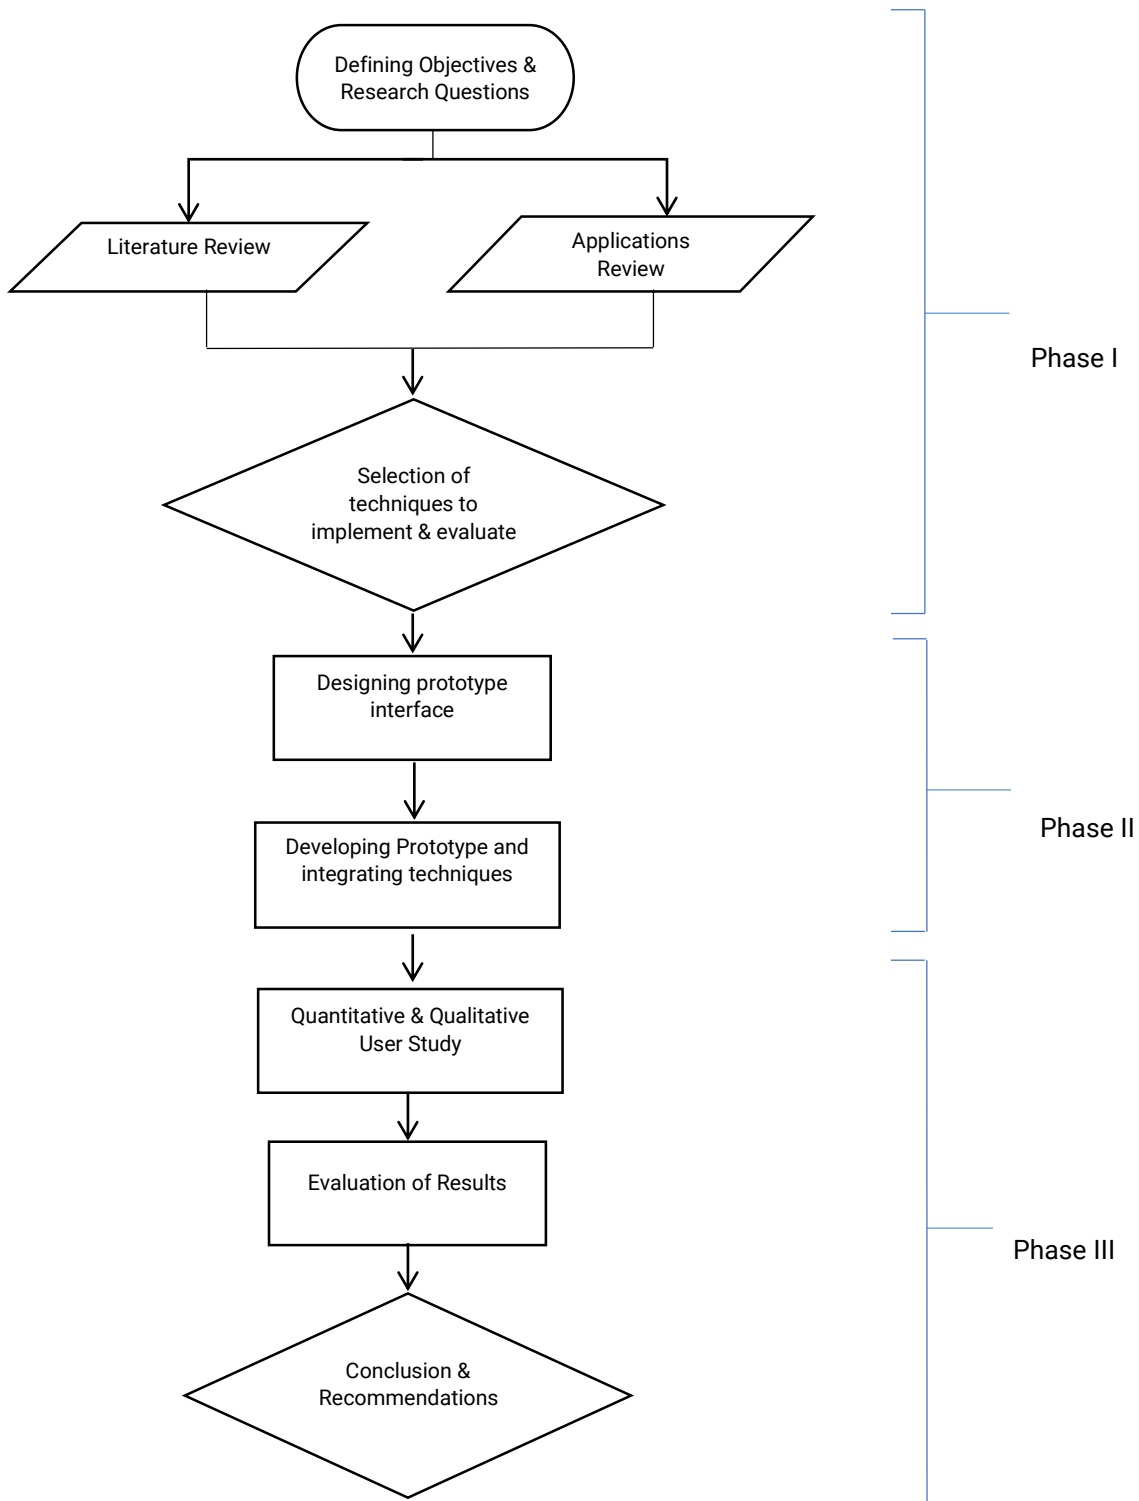 Defining Objectives &
Research Questions
Literature Review
Applications
Review
Phase I
Selection of
techniques to
implement & evaluate
Designing prototype
interface
Phase II
Developing Prototype and
integrating techniques
Quantitative & Qualitative
User Study
Evaluation of Results
Phase III
Conclusion &
Recommendations